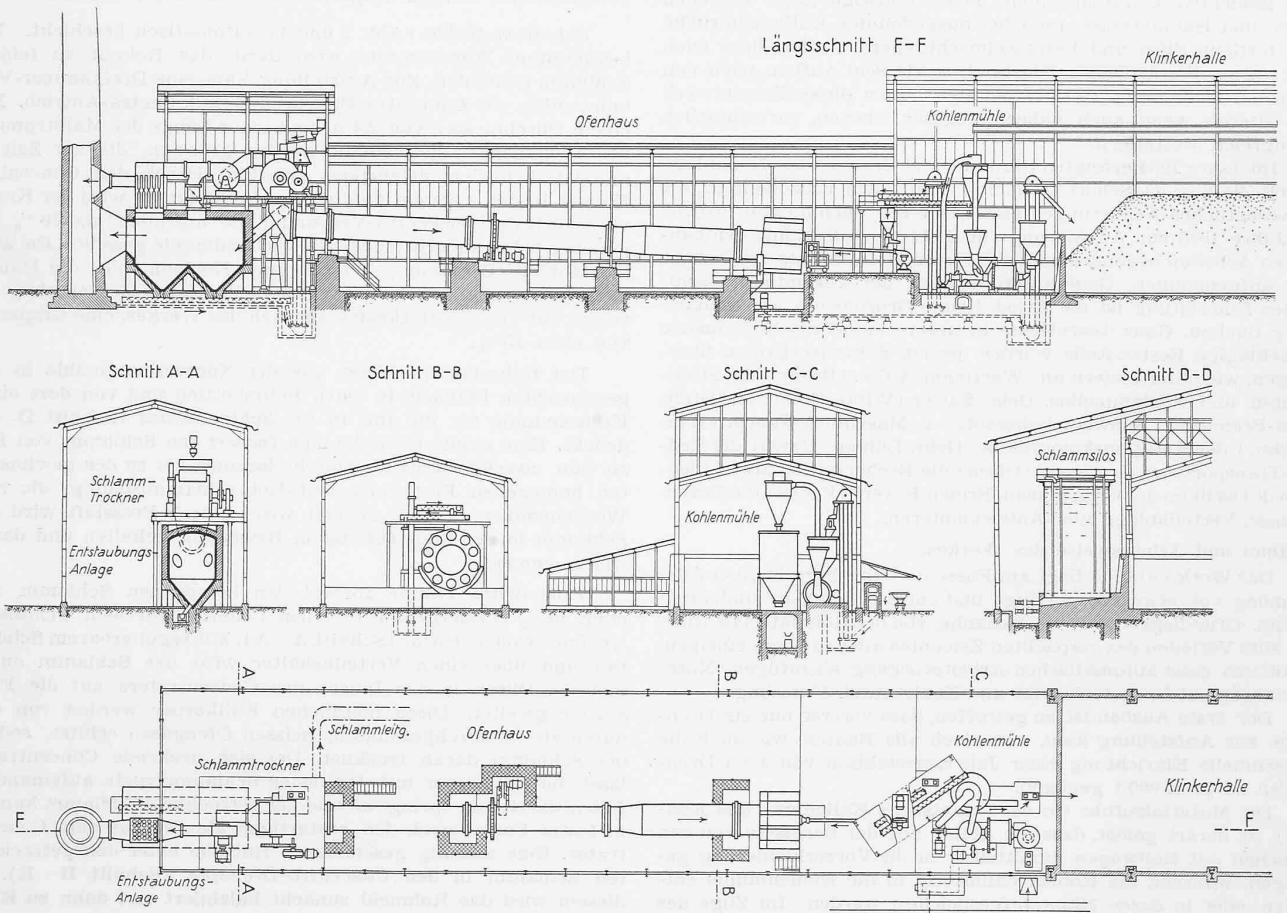 Längsschnitt F-F
Klinkerhalle
Ofenhaus
Kohlenmühle
Schnitt A-A
Schnitt B-B
Schnitt C-C
Schnitt D-D
Schlamm-
Trockner
Entstaubungs-
Anlage
Kohlenmühle
Schlammsilos
A
B
C
Schlammleitg.
Ofenhaus
Schlammtrockner
Kohlenmühle
Klinkerhalle
F
F
Entstaubungs-
Anlage
A
B